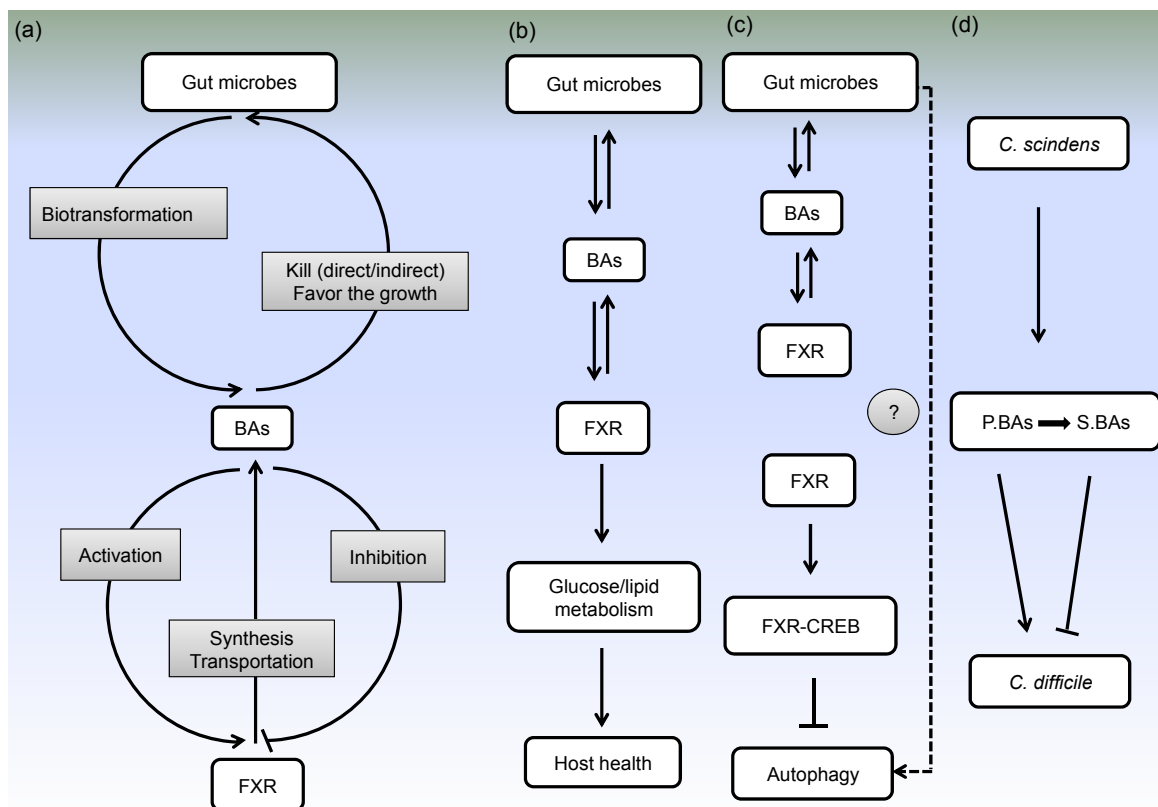 (a)
Gut microbes
Biotransformation
Kill (direct/indirect)
Favor the growth
BAs
Activation
Inhibition
Synthesis
Transportation
FXR
(b)
Gut microbes
BAs
FXR
Glucose/lipid
metabolism
Host health
(c)
Gut microbes
BAs
FXR
?
FXR
FXR-CREB
Autophagy
(d)
C. scindens
P.BAs S.BAs
C. difficile